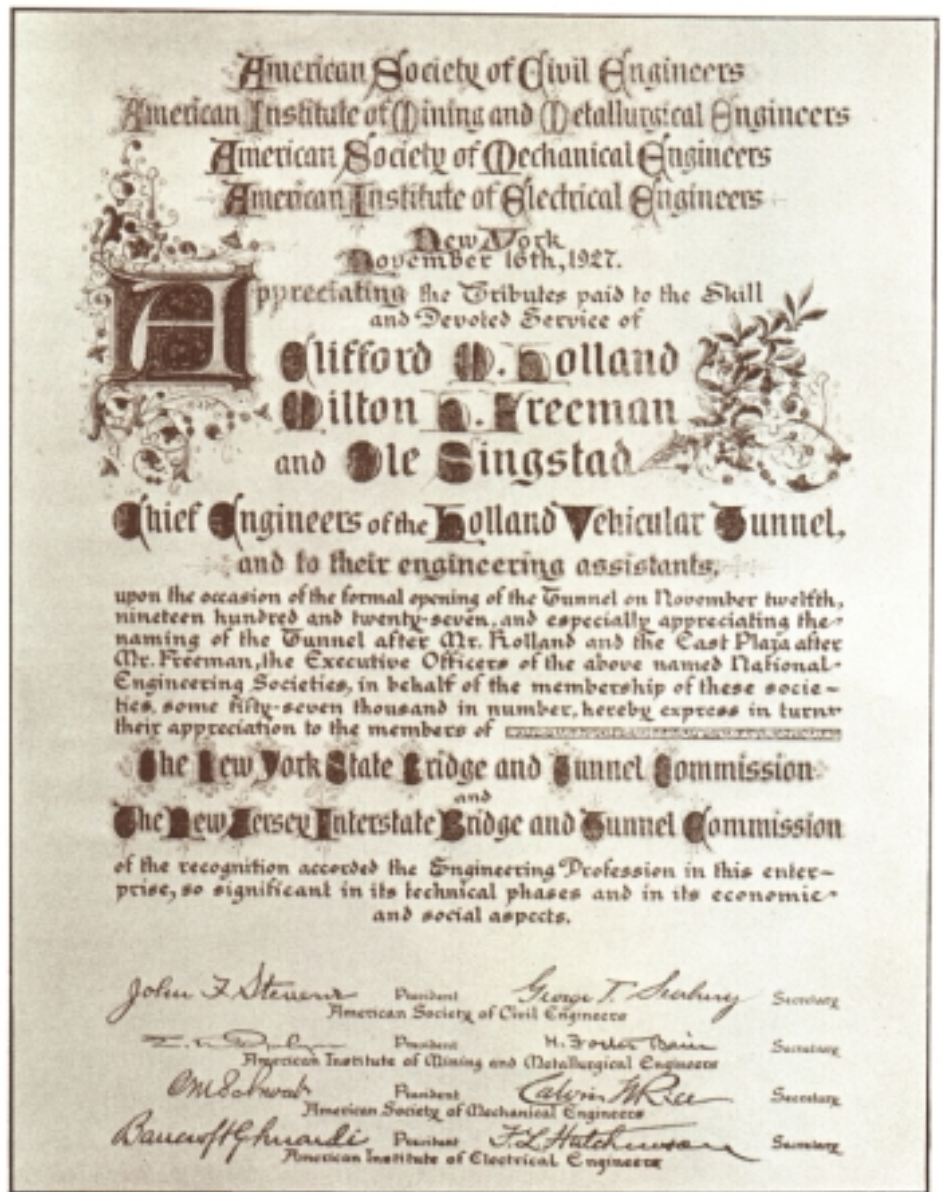 American Society of Civil Engineers
American Institute of Mining and Metallurgical Engineers
American Society of Mechanical Engineers
American Institute of Electrical Engineers
New York
November 16th, 1927.
Appreciating the Tributes paid to the Skill
and Devoted Service of
Clifford M. Holland
Milton H. Freeman
and Ole Singstad
Chief Engineers of the Holland Vehicular Tunnel,
and to their engineering assistants,
upon the occasion of the formal opening of the Tunnel on November twelfth,
nineteen hundred and twenty-seven, and especially appreciating the
naming of the Tunnel after Mr. Holland and the East Plaza after
Mr. Freeman, the Executive Officers of the above named National
Engineering Societies, in behalf of the membership of these socie-
ties, some fifty-seven thousand in number, hereby express in turn
their appreciation to the members of
The New York State Bridge and Tunnel Commission
and
The New Jersey Interstate Bridge and Tunnel Commission
of the recognition accorded the Engineering Profession in this enter-
prise, so significant in its technical phases and in its economic
and social aspects.
John F Stevens President George T. Seabury Secretary
American Society of Civil Engineers
President H. Foster Bain Secretary
American Institute of Mining and Metallurgical Engineers
CM Schwab President Calvin W Rice Secretary
American Society of Mechanical Engineers
Bancroft Gherardi President F. L. Hutchinson Secretary
American Institute of Electrical Engineers